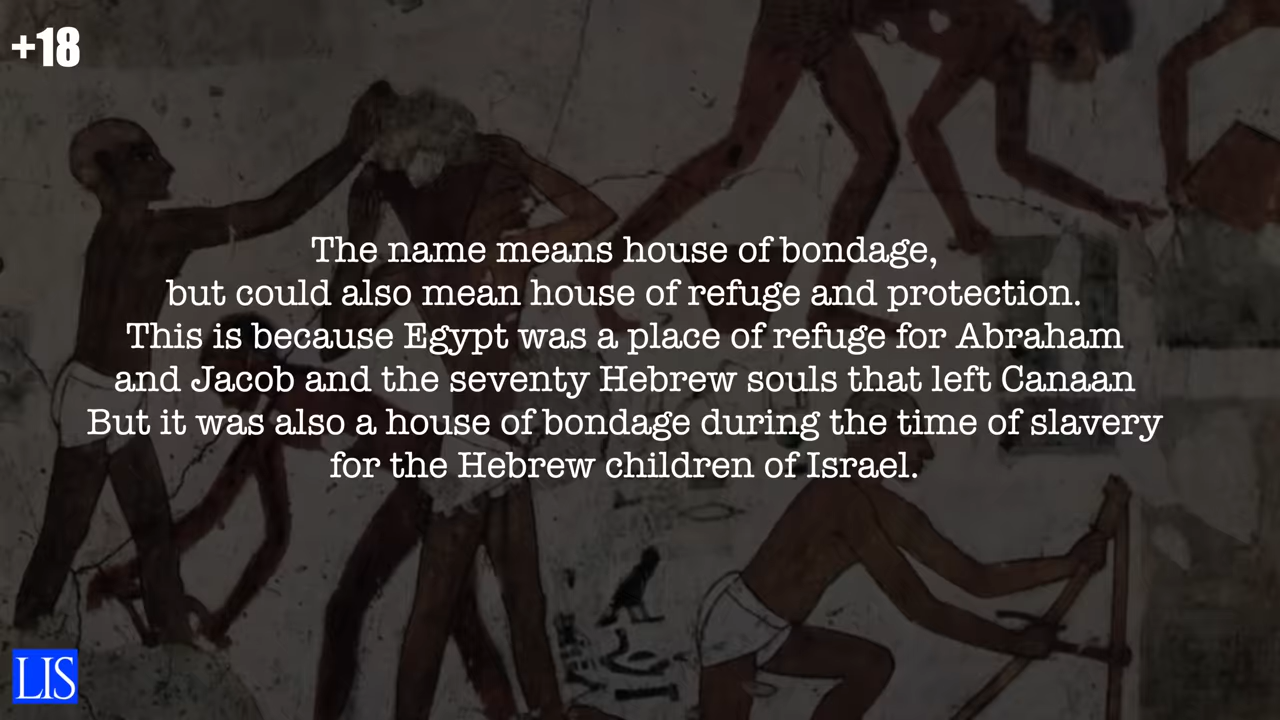 +18
The name means house of bondage,
but could also mean house of refuge and protection.
This is because Egypt was a place of refuge for Abraham
and Jacob and the seventy Hebrew souls that left Canaan
But it was also a house of bondage during the time of slavery
for the Hebrew children of Israel.
LIS